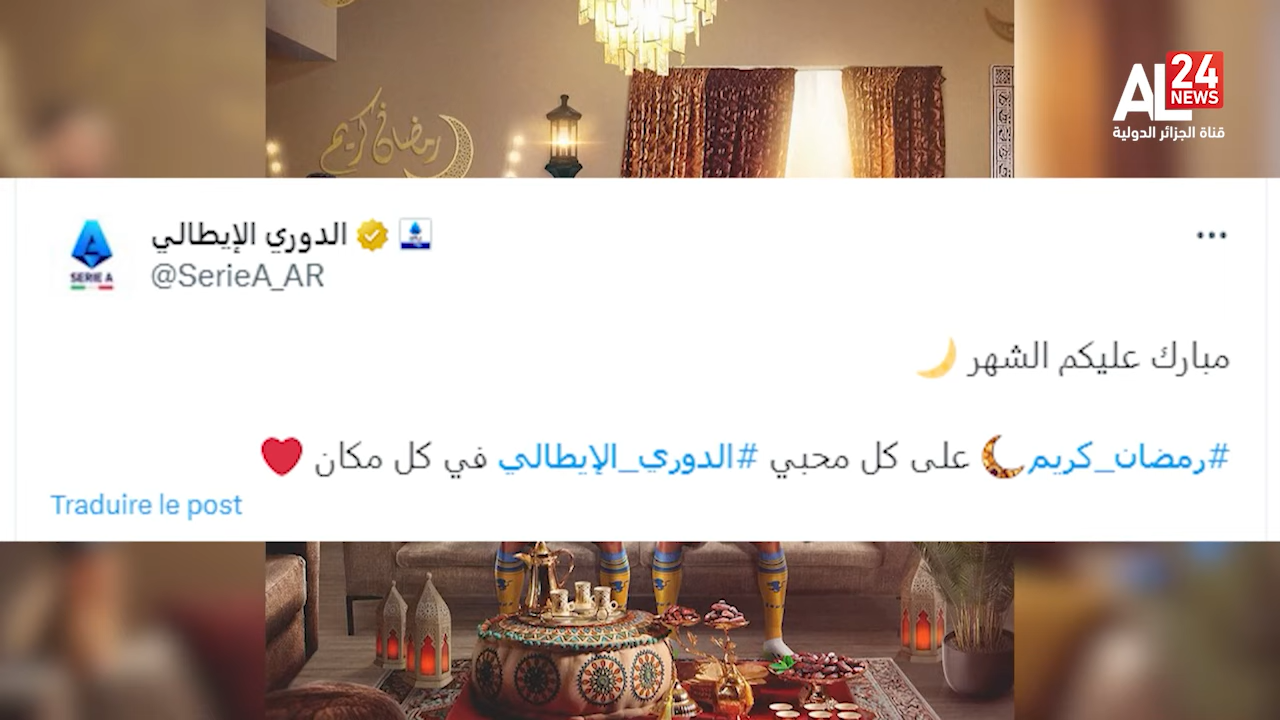 AL 24 NEWS
قناة الجزائر الدولية
رمضان كريم
الدوري الإيطالي
SERIE A
@SerieA_AR
مبارك عليكم الشهر 🌙
#رمضان_كريم على كل محبي #الدوري_الإيطالي في كل مكان ❤️
Traduire le post